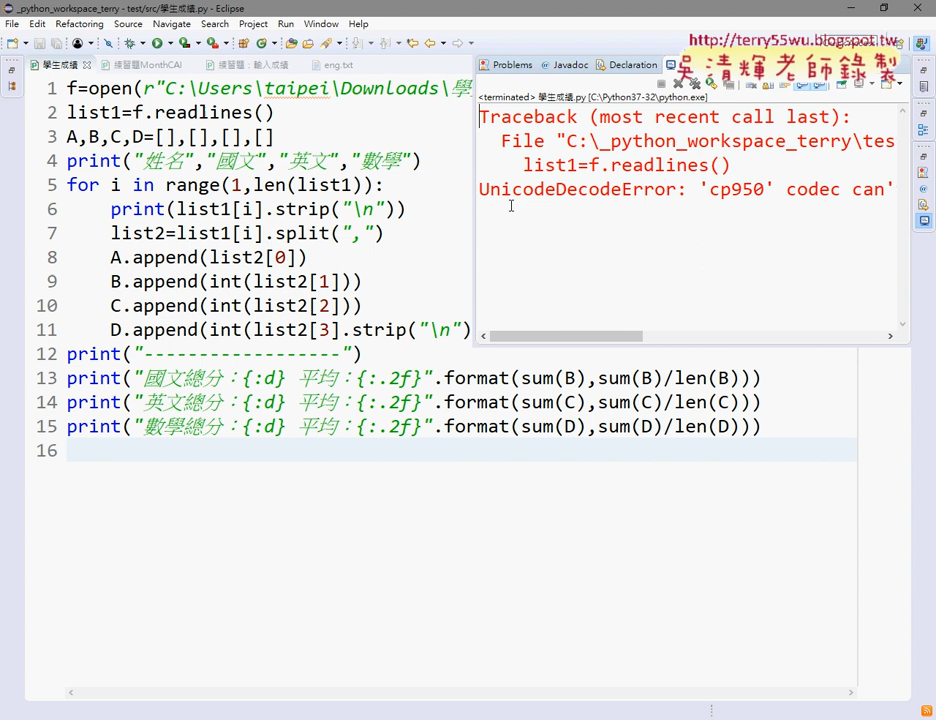 _python_workspace_terry - test/src/學生成績.py - Eclipse
File Edit Refactoring Source Navigate Search Project Run Window Help
http://terry55wu.blogspot.tw
吳清輝老師錄製
學生成績
練習題MonthCAl
練習題：輸入成績
eng.txt
Problems
Javadoc
Declaration
1 f=open(r"C:\Users\taipei\Downloads\學
2 list1=f.readlines()
3 A,B,C,D=[],[],[],[]
4 print("姓名","國文","英文","數學")
5 for i in range(1,len(list1)):
6 print(list1[i].strip("\n"))
7 list2=list1[i].split(",")
8 A.append(list2[0])
9 B.append(int(list2[1]))
10 C.append(int(list2[2]))
11 D.append(int(list2[3].strip("\n")
12 print("------------------")
13 print("國文總分：{:d} 平均：{:.2f}".format(sum(B),sum(B)/len(B)))
14 print("英文總分：{:d} 平均：{:.2f}".format(sum(C),sum(C)/len(C)))
15 print("數學總分：{:d} 平均：{:.2f}".format(sum(D),sum(D)/len(D)))
16
<terminated> 學生成績.py [C:\Python37-32\python.exe]
Traceback (most recent call last):
File "C:\_python_workspace_terry\tes
list1=f.readlines()
UnicodeDecodeError: 'cp950' codec can'